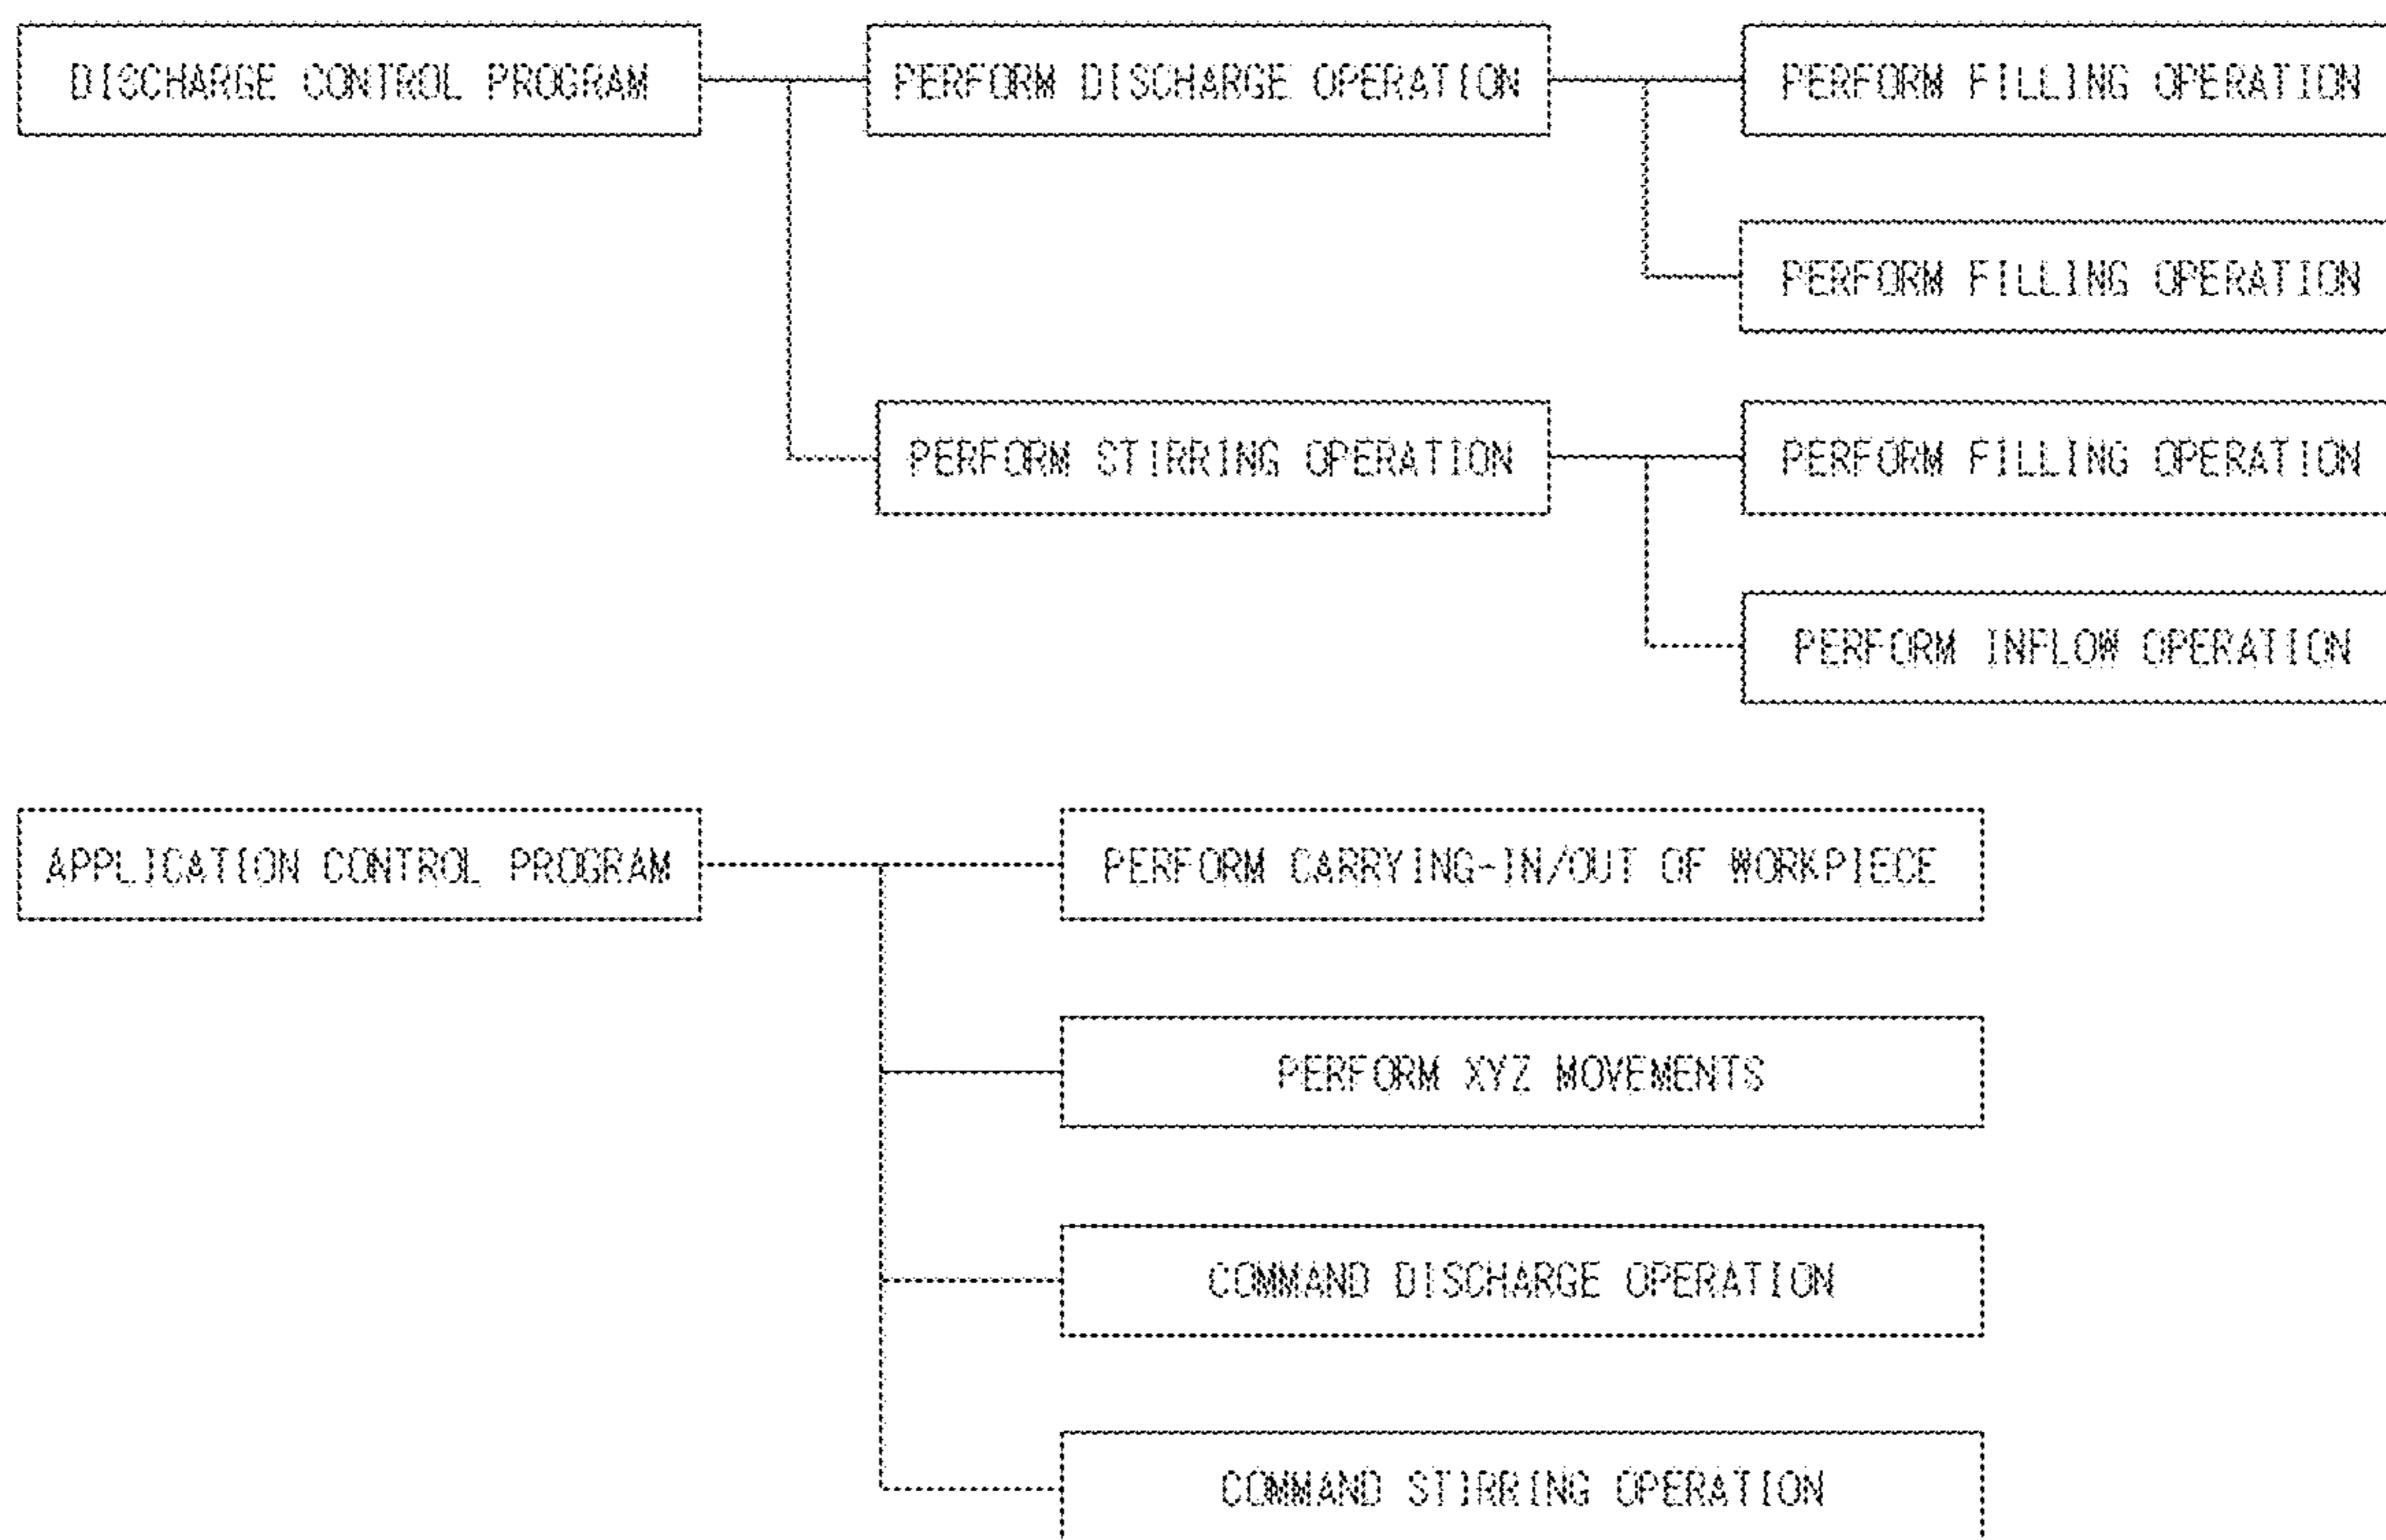 DISCHARGE CONTROL PROGRAM
PERFORM DISCHARGE OPERATION
PERFORM FILLING OPERATION
PERFORM FILLING OPERATION
PERFORM STIRRING OPERATION
PERFORM FILLING OPERATION
PERFORM INFLOW OPERATION
APPLICATION CONTROL PROGRAM
PERFORM CARRYING-IN/OUT OF WORKPIECE
PERFORM XYZ MOVEMENTS
COMMAND DISCHARGE OPERATION
COMMAND STIRRING OPERATION